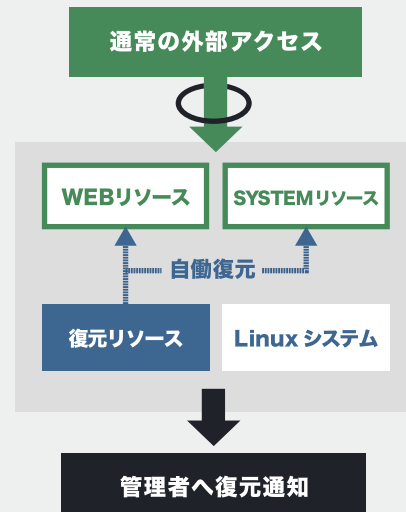 通常の外部アクセス
WEBリソース
SYSTEMリソース
自働復元
復元リソース
Linux システム
管理者へ復元通知